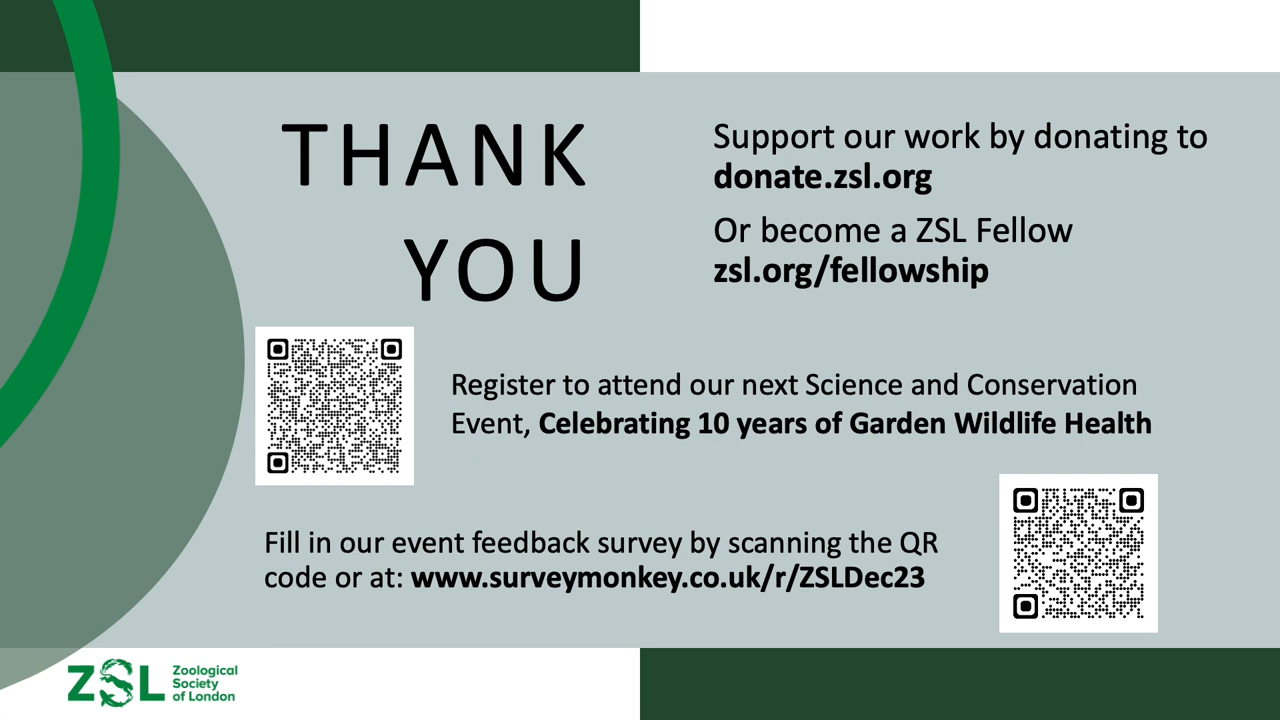 THANK
YOU
Support our work by donating to
donate.zsl.org
Or become a ZSL Fellow
zsl.org/fellowship
Register to attend our next Science and Conservation
Event, Celebrating 10 years of Garden Wildlife Health
Fill in our event feedback survey by scanning the QR
code or at: www.surveymonkey.co.uk/r/ZSLDec23
ZSL
Zoological
Society
of London